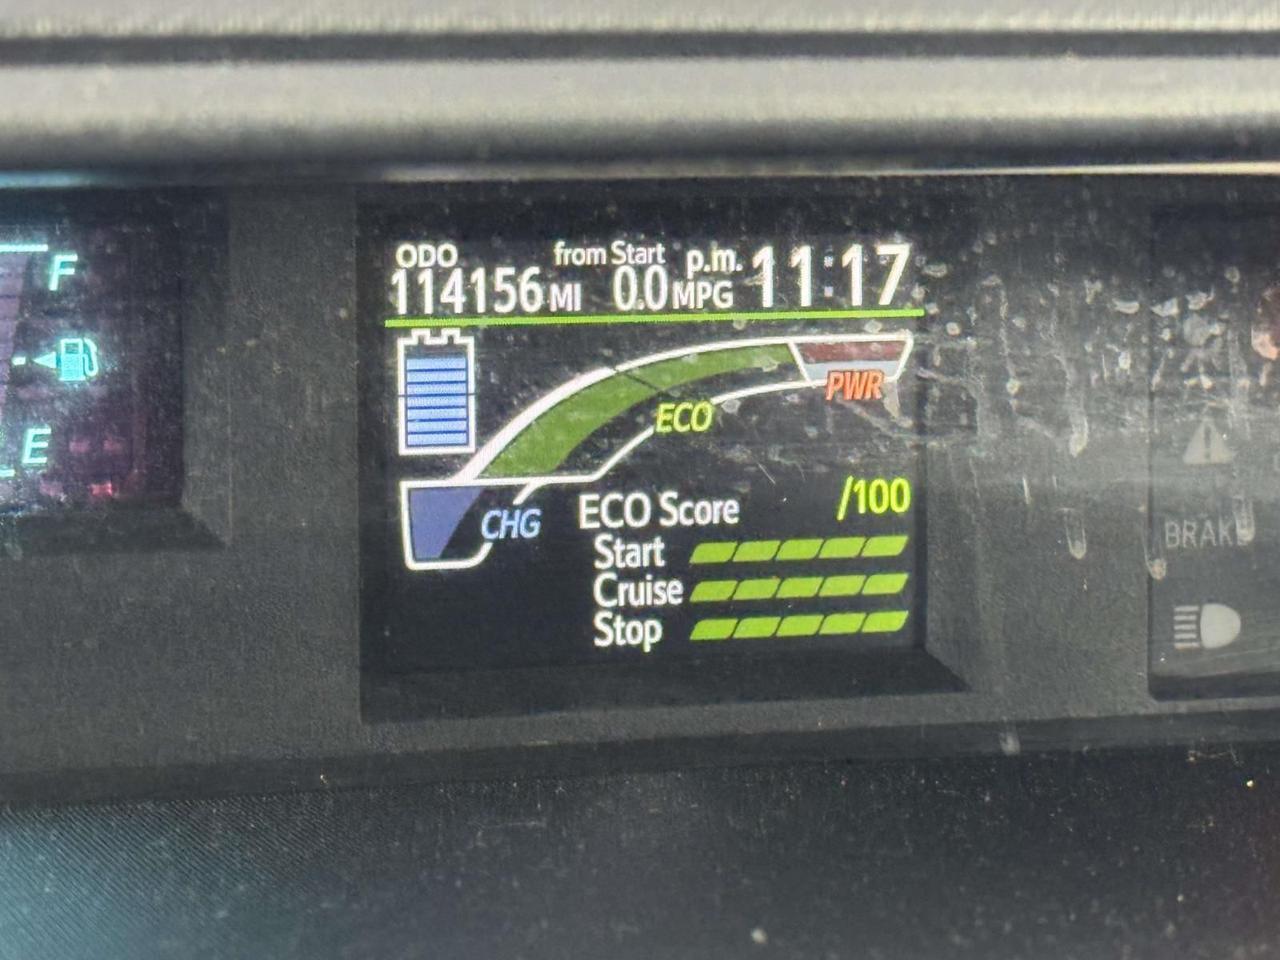 F
E
ODO from Start p.m. 11:17
114156 MI 0.0 MPG
PWR
ECO
CHG
ECO Score /100
Start
Cruise
Stop
BRAKE